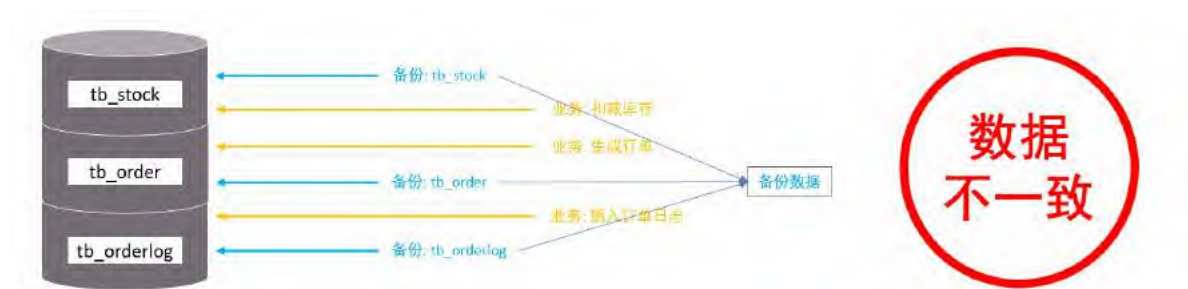 tb_stock
备份: tb_stock
业务: 扣减库存
业务: 生成订单
tb_order
备份: tb_order
备份数据
业务: 插入订单日志
tb_orderlog
备份: tb_orderlog
数据
不一致